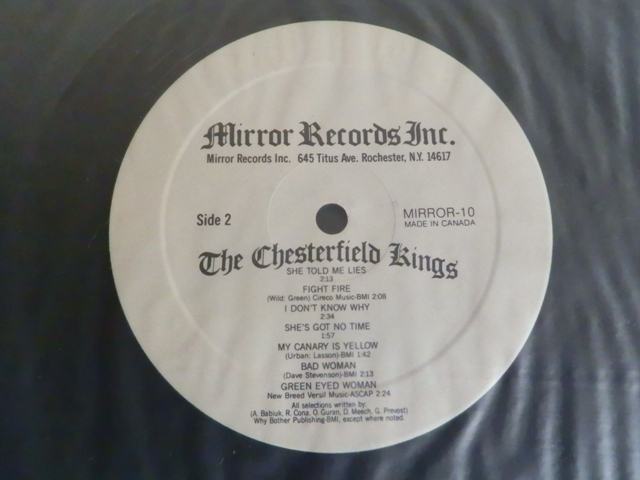 Mirror Records Inc.
Mirror Records Inc. 645 Titus Ave. Rochester, N.Y. 14617
Side 2
MIRROR-10
MADE IN CANADA
The Chesterfield Kings
SHE TOLD ME LIES
2:13
FIGHT FIRE
(Wild: Green) Cireco Music-BMI 2:08
I DON'T KNOW WHY
2:34
SHE'S GOT NO TIME
1:57
MY CANARY IS YELLOW
(Urban: Lasson)-BMI 1:42
BAD WOMAN
(Dave Stevenson)-BMI 2:13
GREEN EYED WOMAN
New Breed Versil Music-ASCAP 2:24
All selections written by:
(A. Babiuk, R. Cona, O. Guran, D. Meech, G. Prevost)
Why Bother Publishing-BMI, except where noted.